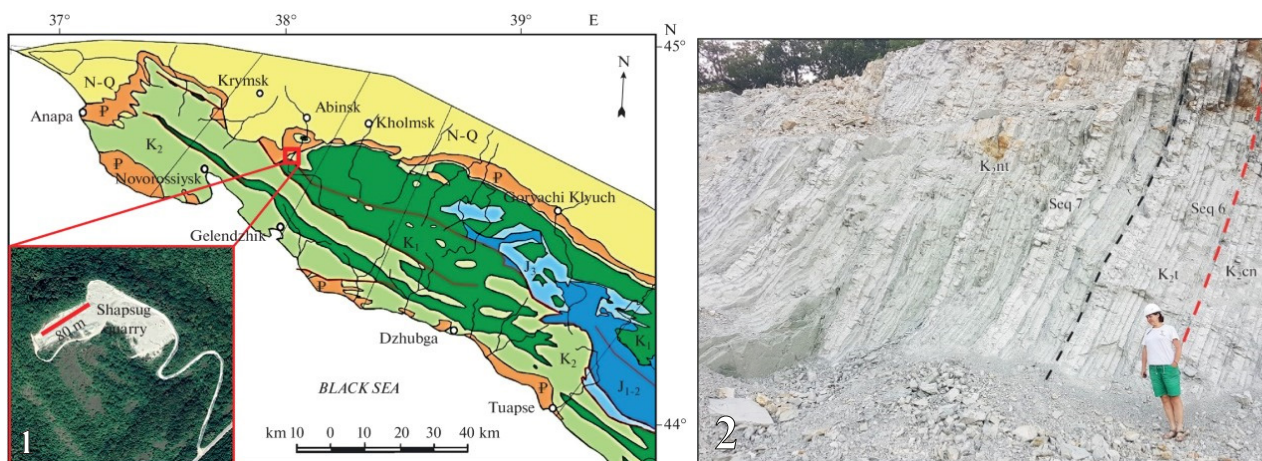 37°
38°
39°
E
N
45°
N
N-Q
Krymsk
Abinsk
Kholmsk
N-Q
Anapa
P
K2
P
Novorossiysk
P
Goryachi Klyuch
Gelendzhik
K1
J3
P
K1
Dzhubga
K2
J1-2
BLACK SEA
Tuapse
44°
km 10 0 10 20 30 40 km
Shapsug
quarry
80 m
1
K2nt
Seq 7
Seq 6
K2t
K2cn
2